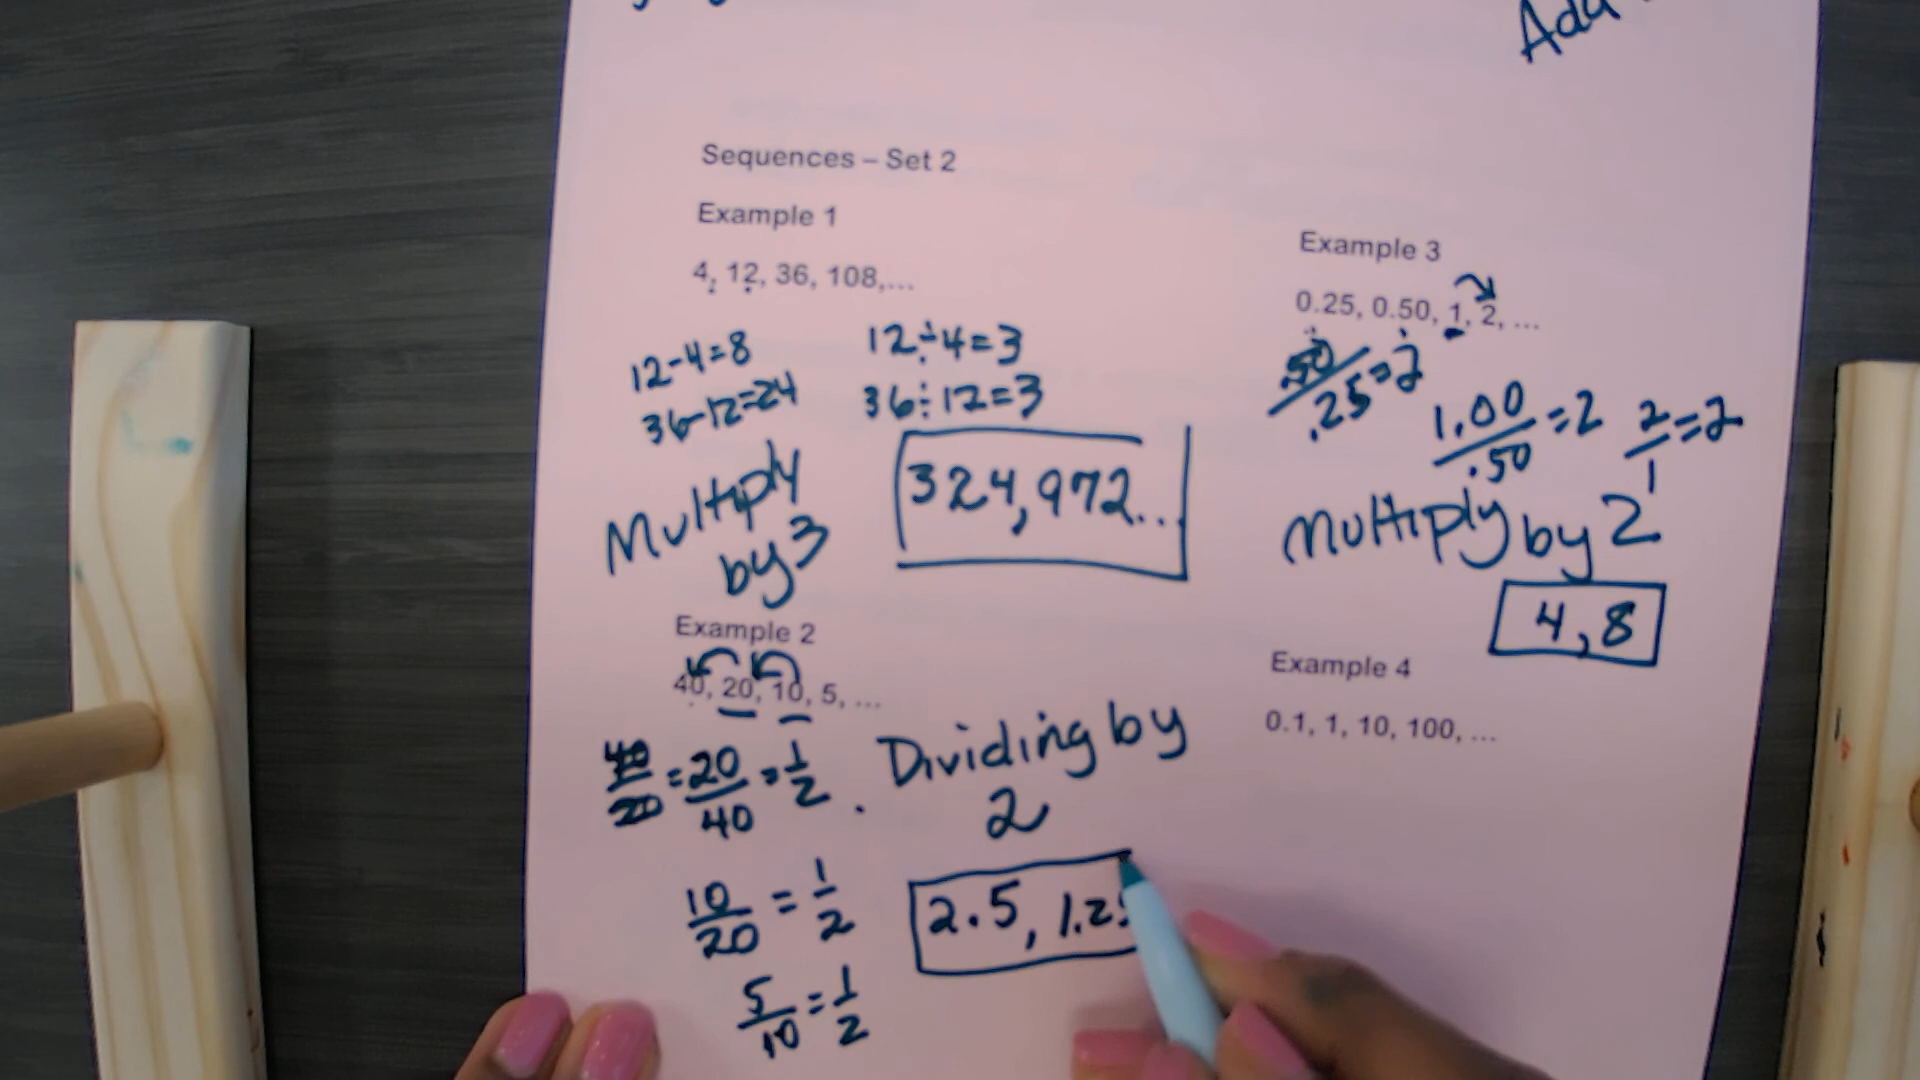 Add
Sequences – Set 2
Example 1
4, 12, 36, 108,...
12-4=8
36-12=24
12÷4=3
36÷12=3
Multiply
by 3
324,972...
Example 2
40, 20, 10, 5, ...
40/20 = 20/40 = 1/2
10/20 = 1/2
5/10 = 1/2
Dividing by
2
2.5, 1.25
Example 3
0.25, 0.50, 1, 2, ...
.50/.25=2
1.00/.50=2
2/1=2
Multiply by 2
4,8
Example 4
0.1, 1, 10, 100, ...